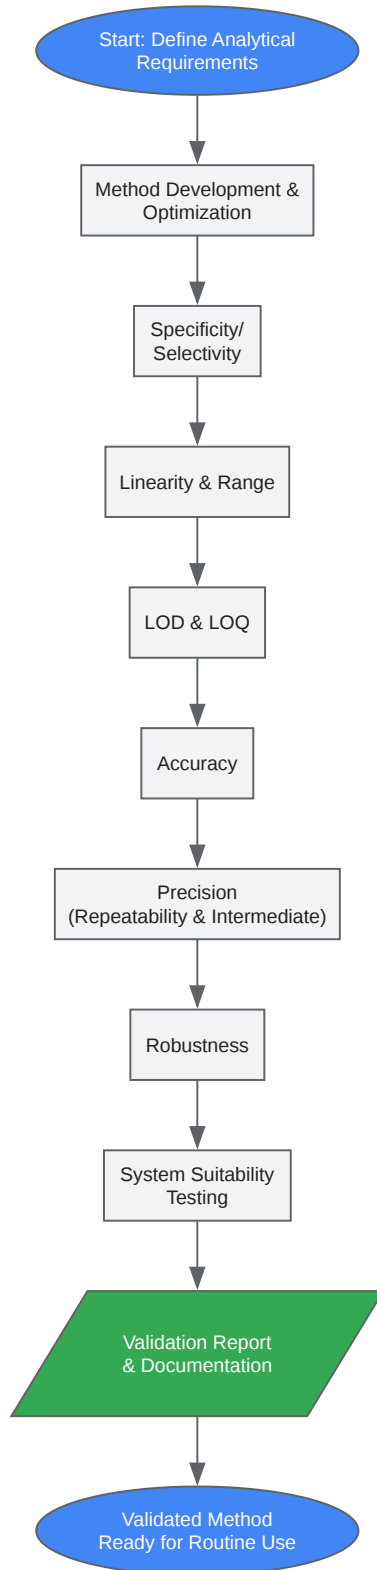 Start: Define Analytical
Requirements
Method Development &
Optimization
Specificity/
Selectivity
Linearity & Range
LOD & LOQ
Accuracy
Precision
(Repeatability & Intermediate)
Robustness
System Suitability
Testing
Validation Report
& Documentation
Validated Method
Ready for Routine Use